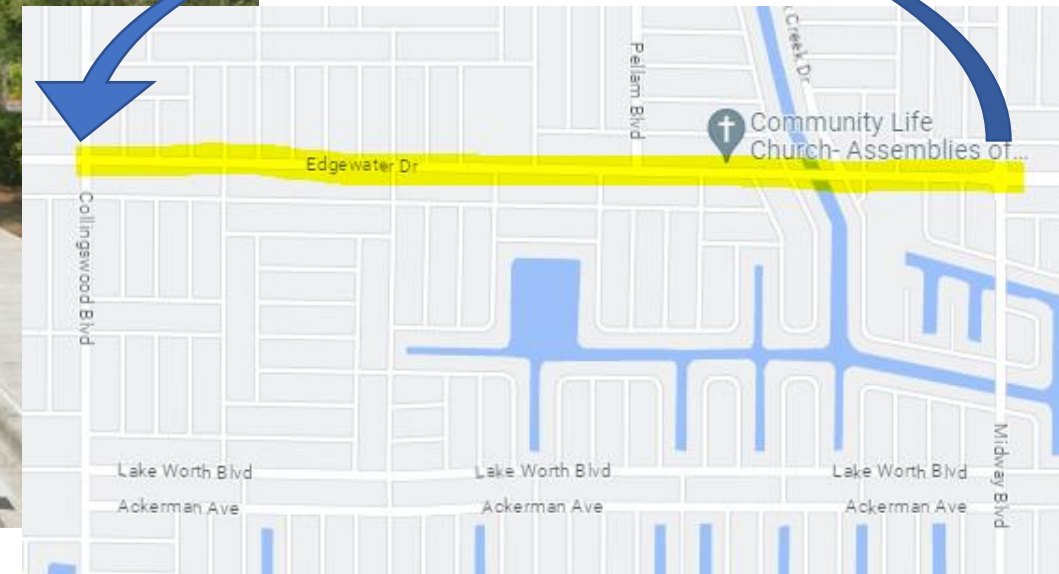 Creek Dr
Pellam Blvd
Community Life
Church- Assemblies of...
Edgewater Dr
Collingswood Blvd
Midway Blvd
Lake Worth Blvd
Lake Worth Blvd
Lake Worth Blvd
Ackerman Ave
Ackerman Ave
Ackerman Ave